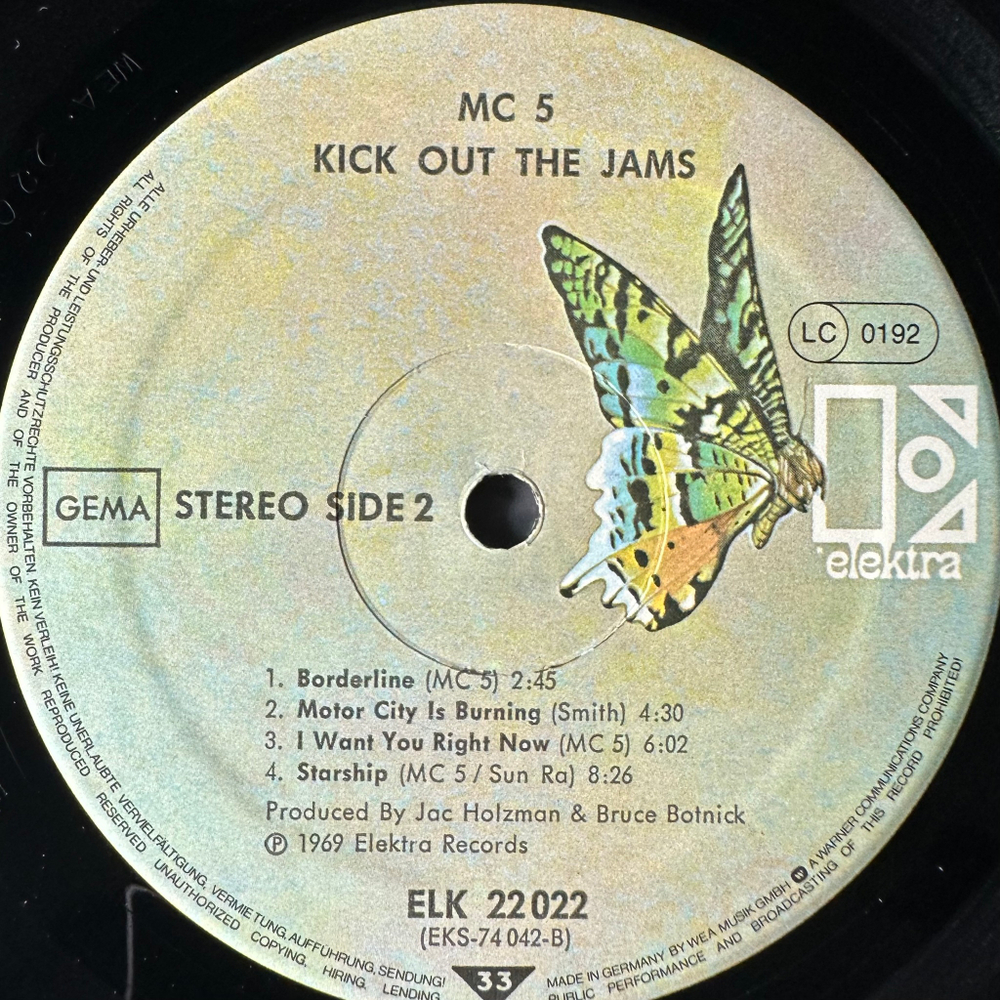 MC 5
KICK OUT THE JAMS
LC 0192
GEMA
STEREO SIDE 2
elektra
1. Borderline (MC 5) 2:45
2. Motor City Is Burning (Smith) 4:30
3. I Want You Right Now (MC 5) 6:02
4. Starship (MC 5 / Sun Ra) 8:26
Produced By Jac Holzman & Bruce Botnick
Ⓟ 1969 Elektra Records
ELK 22 022
(EKS-74 042-B)
33
ALLE URHEBER- UND LEISTUNGSSCHUTZRECHTE VORBEHALTEN. KEIN VERLEIH! KEINE UNERLAUBTE VERVIELFÄLTIGUNG, VERMIETUNG, AUFFÜHRUNG, SENDUNG!
ALL RIGHTS OF THE PRODUCER AND OF THE OWNER OF THE WORK REPRODUCED RESERVED UNAUTHORIZED COPYING, HIRING, LENDING,
MADE IN GERMANY BY WEA MUSIK GMBH W A WARNER COMMUNICATIONS COMPANY
PUBLIC PERFORMANCE AND BROADCASTING OF THIS RECORD PROHIBITED!
WEA